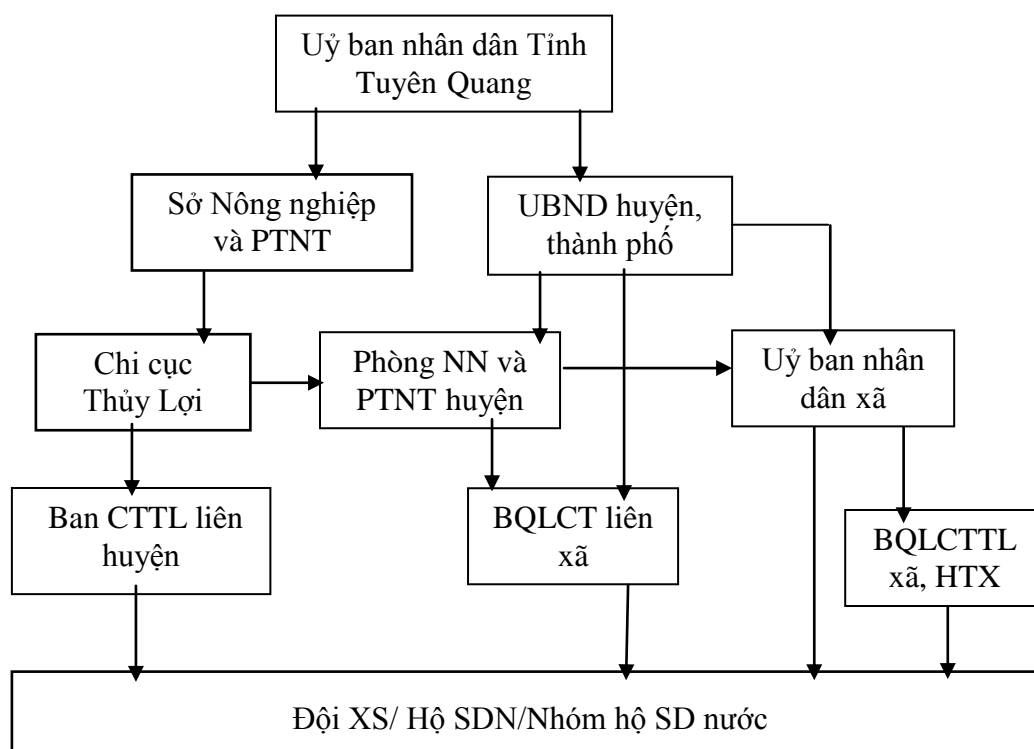 Uỷ ban nhân dân Tỉnh
Tuyên Quang
Sở Nông nghiệp
và PTNT
UBND huyện,
thành phố
Chi cục
Thủy Lợi
Phòng NN và
PTNT huyện
Uỷ ban nhân
dân xã
Ban CTTL liên
huyện
BQLCT liên
xã
BQLCTTL
xã, HTX
Đội XS/ Hộ SDN/Nhóm hộ SD nước